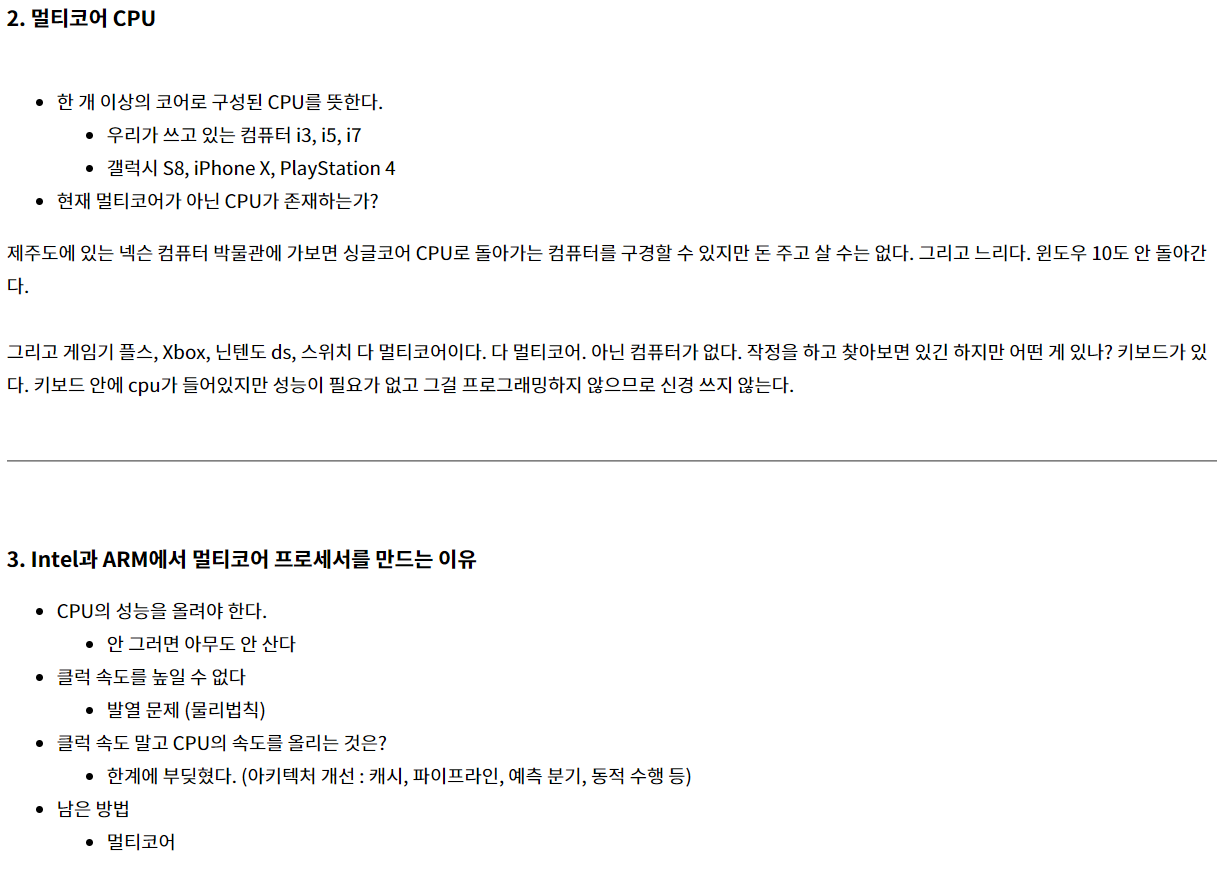 2. 멀티코어 CPU
한 개 이상의 코어로 구성된 CPU를 뜻한다.
우리가 쓰고 있는 컴퓨터 i3, i5, i7
갤럭시 S8, iPhone X, PlayStation 4
현재 멀티코어가 아닌 CPU가 존재하는가?
제주도에 있는 넥슨 컴퓨터 박물관에 가보면 싱글코어 CPU로 돌아가는 컴퓨터를 구경할 수 있지만 돈 주고 살 수는 없다. 그리고 느리다. 윈도우 10도 안 돌아간
다.
그리고 게임기 플스, Xbox, 닌텐도 ds, 스위치 다 멀티코어이다. 다 멀티코어. 아닌 컴퓨터가 없다. 작정을 하고 찾아보면 있긴 하지만 어떤 게 있나? 키보드가 있
다. 키보드 안에 cpu가 들어있지만 성능이 필요가 없고 그걸 프로그래밍하지 않으므로 신경 쓰지 않는다.
3. Intel과 ARM에서 멀티코어 프로세서를 만드는 이유
CPU의 성능을 올려야 한다.
안 그러면 아무도 안 산다
클럭 속도를 높일 수 없다
발열 문제 (물리법칙)
클럭 속도 말고 CPU의 속도를 올리는 것은?
한계에 부딪혔다. (아키텍처 개선 : 캐시, 파이프라인, 예측 분기, 동적 수행 등)
남은 방법
멀티코어